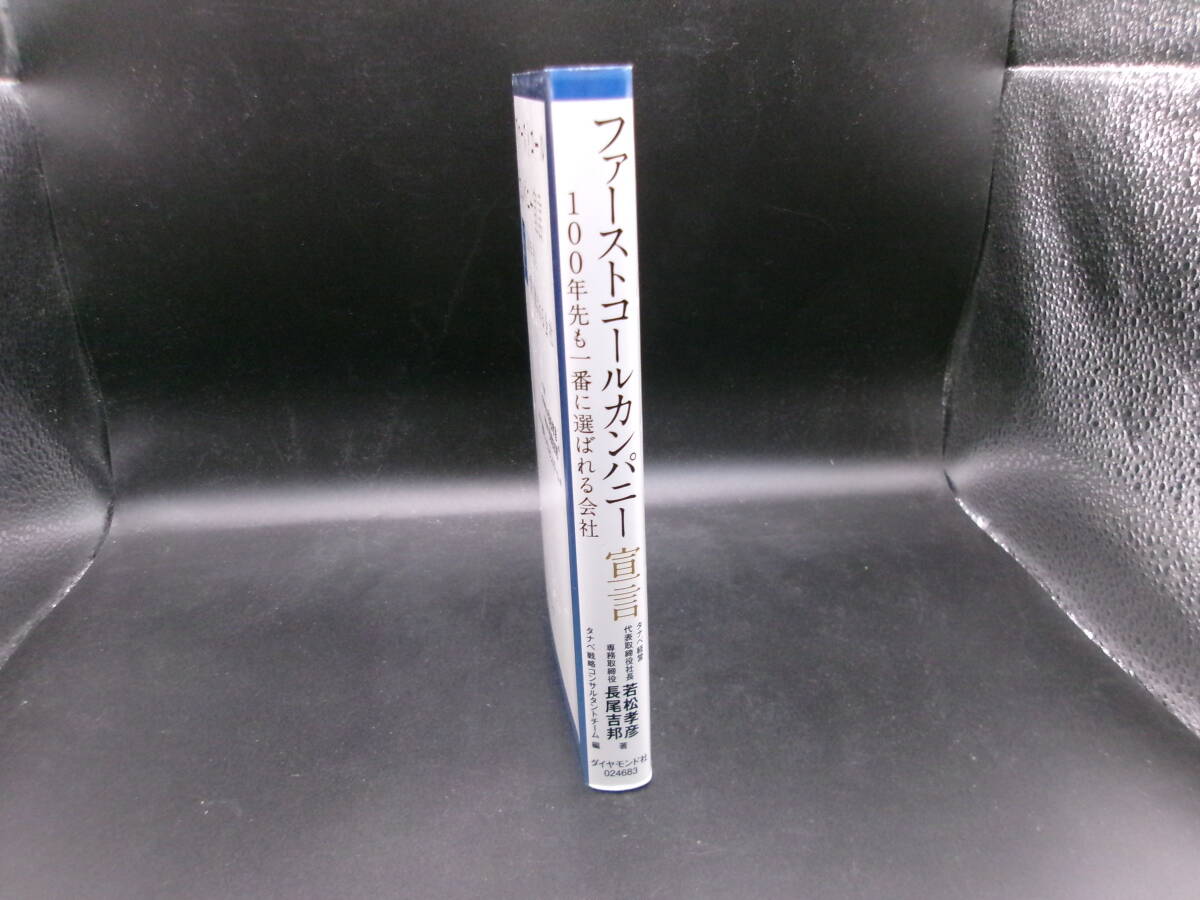 ファーストコールカンパニー宣言
100年先も一番に選ばれる会社
タナベ経営
代表取締役社長 若松孝彦
専務取締役 長尾吉邦
著
タナベ戦略コンサルタントチーム 編
ダイヤモンド社
024683